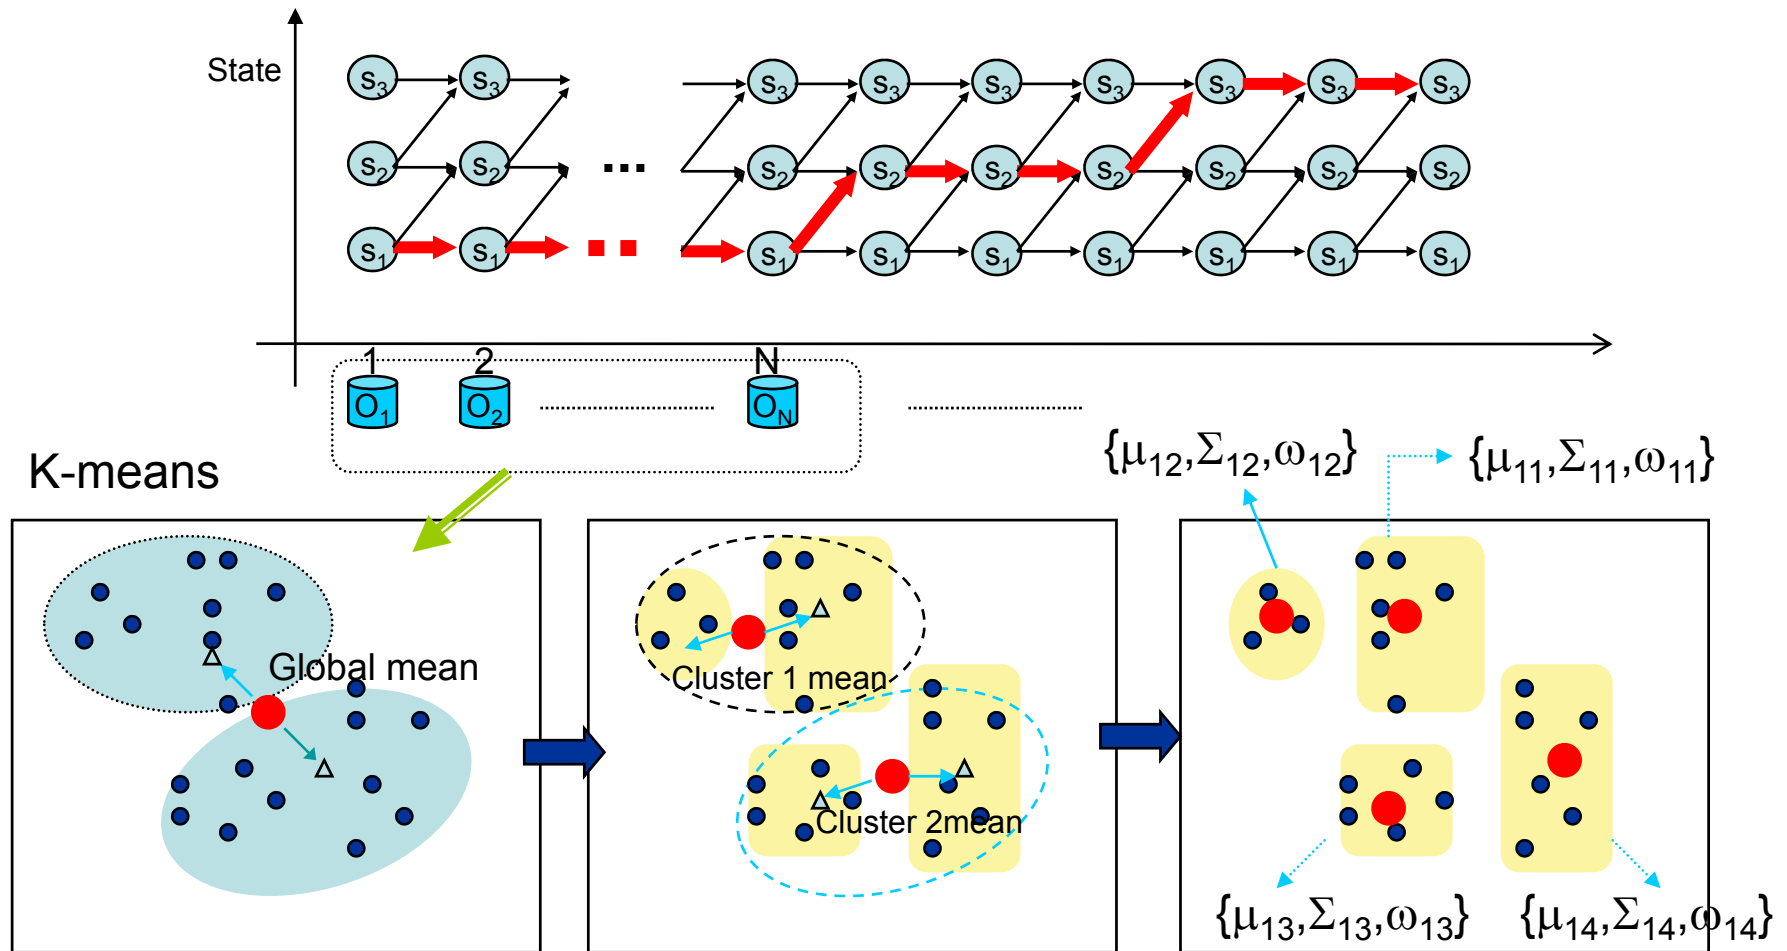 State
s3 s3 s3 s3 s3 s3 s3 s3 s3
s2 s2 ... s2 s2 s2 s2 s2 s2 s2
s1 s1 s1 s1 s1 s1 s1 s1 s1
1 2 N
O1 O2 ON
K-means
{μ12,Σ12,ω12} {μ11,Σ11,ω11}
Global mean
Cluster 1 mean
Cluster 2mean
{μ13,Σ13,ω13} {μ14,Σ14,ω14}